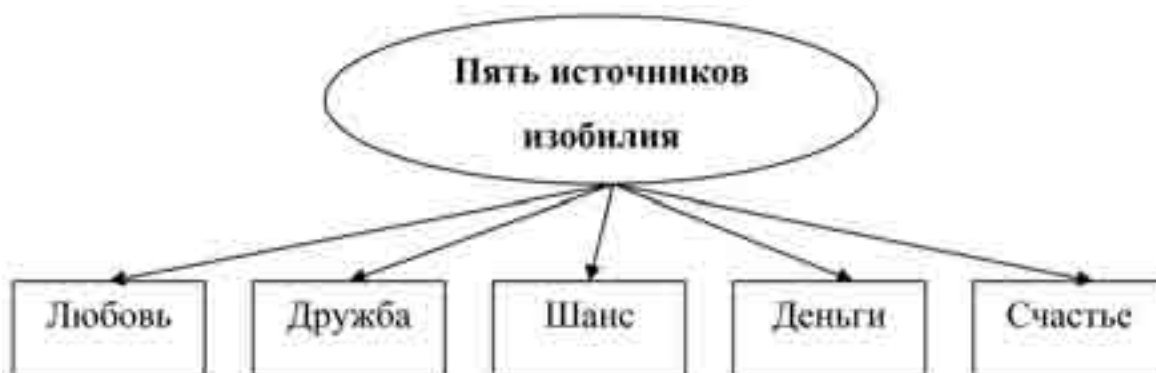 Пять источников
изобилия
Любовь
Дружба
Шанс
Деньги
Счастье